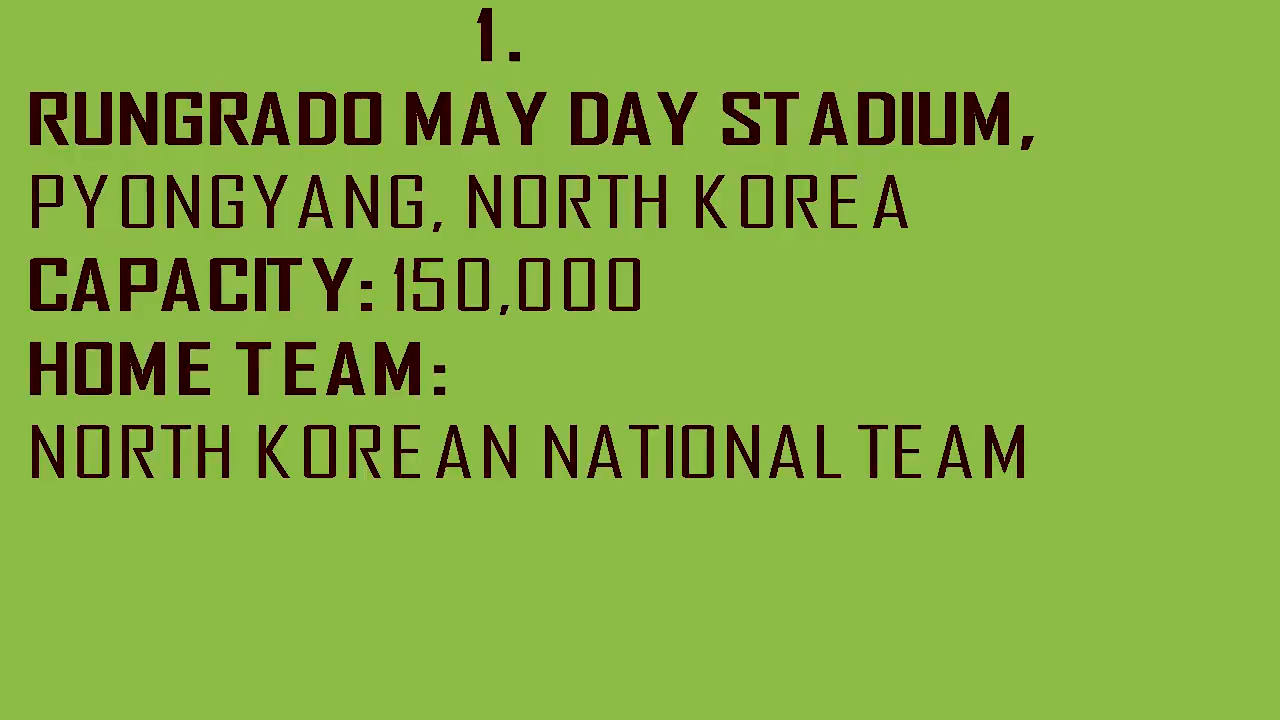 1.
RUNGRADO MAY DAY STADIUM,
PYONGYANG, NORTH KOREA
CAPACITY: 150,000
HOME TEAM:
NORTH KOREAN NATIONAL TEAM